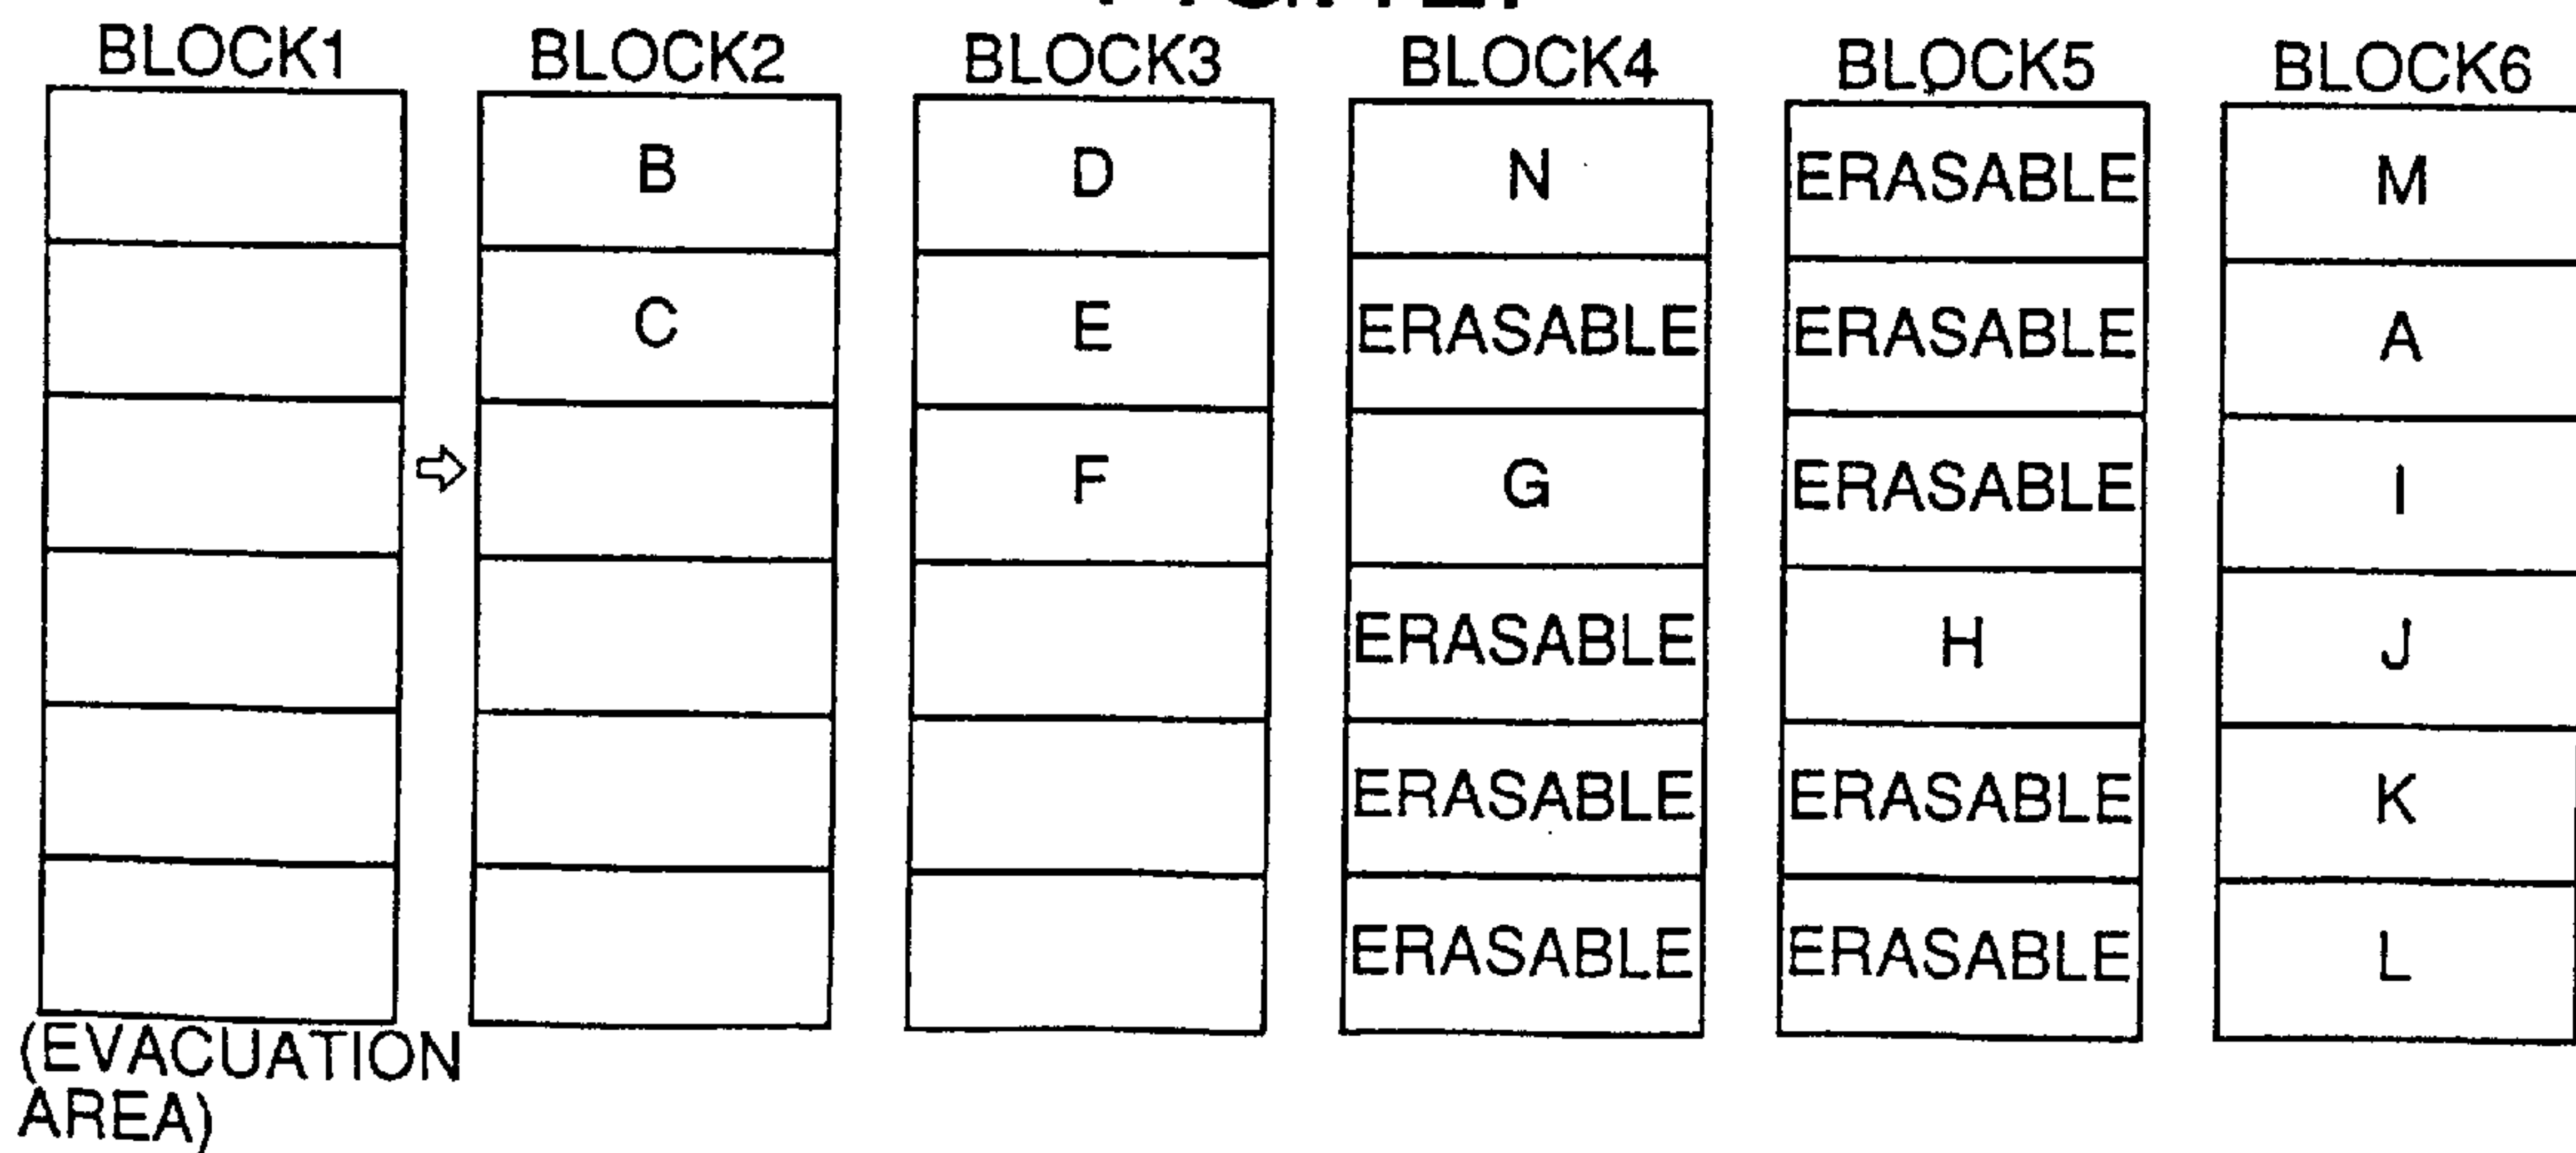 BLOCK1 BLOCK2 BLOCK3 BLOCK4 BLOCK5 BLOCK6
B D N ERASABLE M
C E ERASABLE ERASABLE A
F G ERASABLE I
ERASABLE H J
ERASABLE ERASABLE K
ERASABLE ERASABLE L
(EVACUATION
AREA)